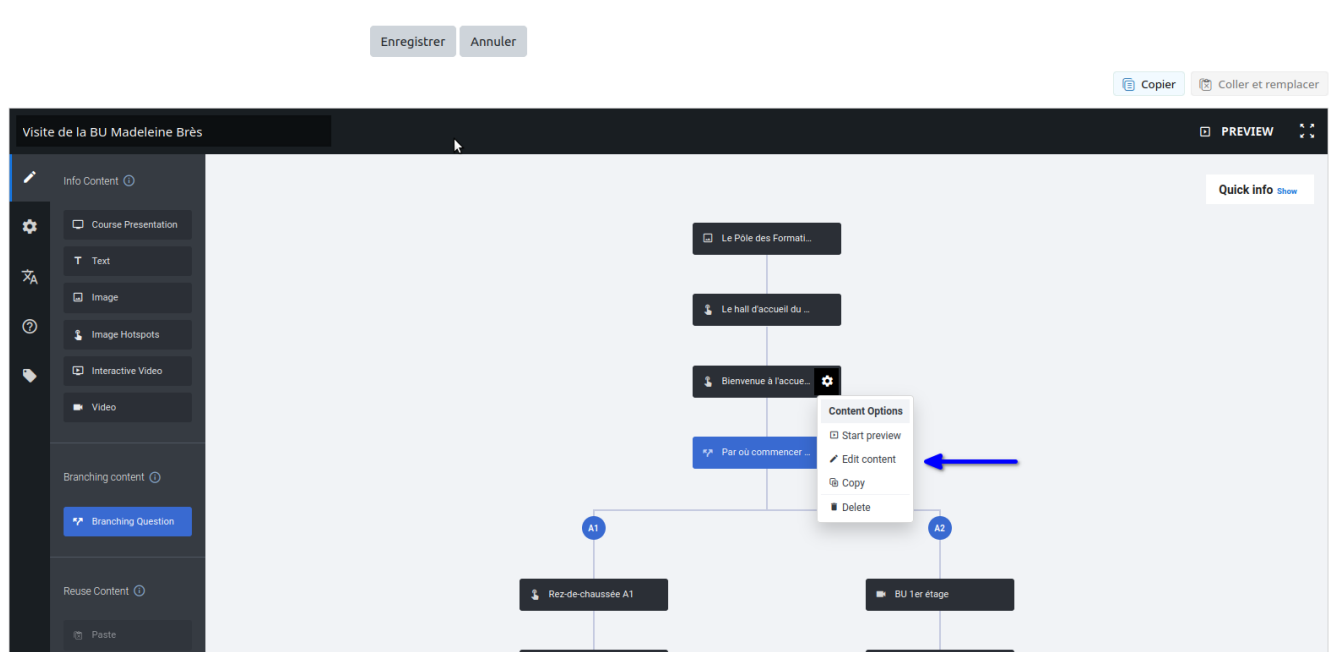 Enregistrer Annuler
Copier Coller et remplacer
Visite de la BU Madeleine Brès
PREVIEW
Info Content
Course Presentation
Text
Image
Image Hotspots
Interactive Video
Video
Branching content
Branching Question
Reuse Content
Paste
Quick info Show
Le Pôle des Formati...
Le hall d'accueil du ...
Bienvenue à l'accue...
Content Options
Start preview
Edit content
Copy
Delete
Par où commencer ...
A1
A2
Rez-de-chaussée A1
BU 1er étage